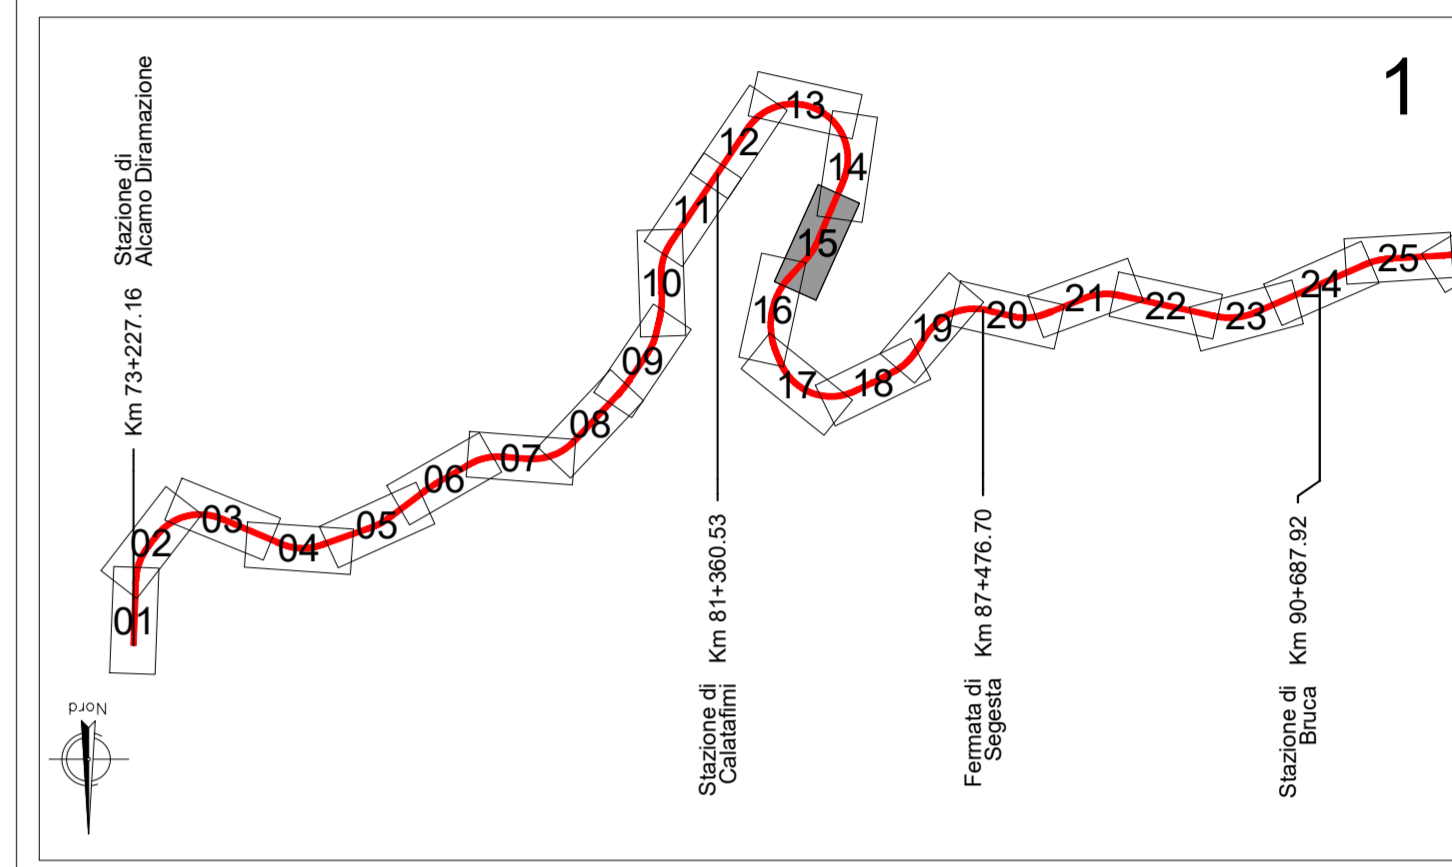 1
Stazione di
Alcamo Diramazione
Km 73+227.16
01
02
03
04
05
06
07
08
09
10
11
12
13
14
15
16
17
18
19
20
21
22
23
24
25
Stazione di
Calatafimi
Km 81+360.53
Fermata di
Segesta
Km 87+476.70
Stazione di
Bruca
Km 90+687.92
Nord